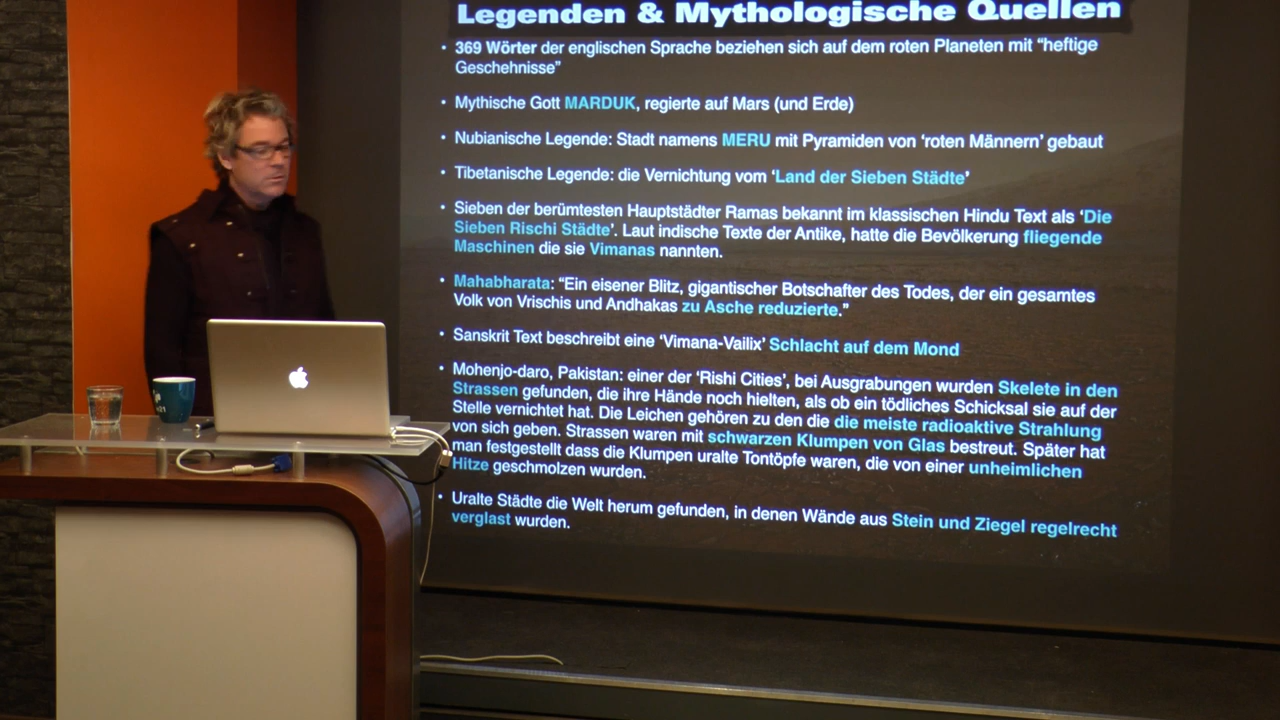 Legenden & Mythologische Quellen
• 369 Wörter der englischen Sprache beziehen sich auf dem roten Planeten mit “heftige
Geschehnisse”
• Mythische Gott MARDUK, regierte auf Mars (und Erde)
• Nubianische Legende: Stadt namens MERU mit Pyramiden von ‘roten Männern’ gebaut
• Tibetanische Legende: die Vernichtung vom ‘Land der Sieben Städte’
• Sieben der berümtesten Hauptstädter Ramas bekannt im klassischen Hindu Text als ‘Die
Sieben Rischi Städte’. Laut indische Texte der Antike, hatte die Bevölkerung fliegende
Maschinen die sie Vimanas nannten.
• Mahabharata: “Ein eisener Blitz, gigantischer Botschafter des Todes, der ein gesamtes
Volk von Vrischis und Andhakas zu Asche reduzierte.”
• Sanskrit Text beschreibt eine ‘Vimana-Vailix’ Schlacht auf dem Mond
• Mohenjo-daro, Pakistan: einer der ‘Rishi Cities’, bei Ausgrabungen wurden Skelete in den
Strassen gefunden, die ihre Hände noch hielten, als ob ein tödliches Schicksal sie auf der
Stelle vernichtet hat. Die Leichen gehören zu den die die meiste radioaktive Strahlung
von sich geben. Strassen waren mit schwarzen Klumpen von Glas bestreut. Später hat
man festgestellt dass die Klumpen uralte Tontöpfe waren, die von einer unheimlichen
Hitze geschmolzen wurden.
• Uralte Städte die Welt herum gefunden, in denen Wände aus Stein und Ziegel regelrecht
verglast wurden.